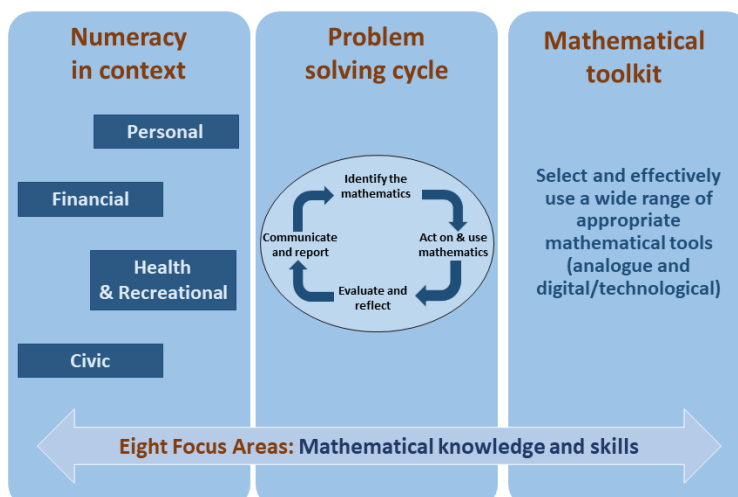 Numeracy
in context
Personal
Financial
Health
& Recreational
Civic
Problem
solving cycle
Identify the
mathematics
Act on & use
mathematics
Evaluate and
reflect
Communicate
and report
Mathematical
toolkit
Select and effectively
use a wide range of
appropriate
mathematical tools
(analogue and
digital/technological)
Eight Focus Areas: Mathematical knowledge and skills